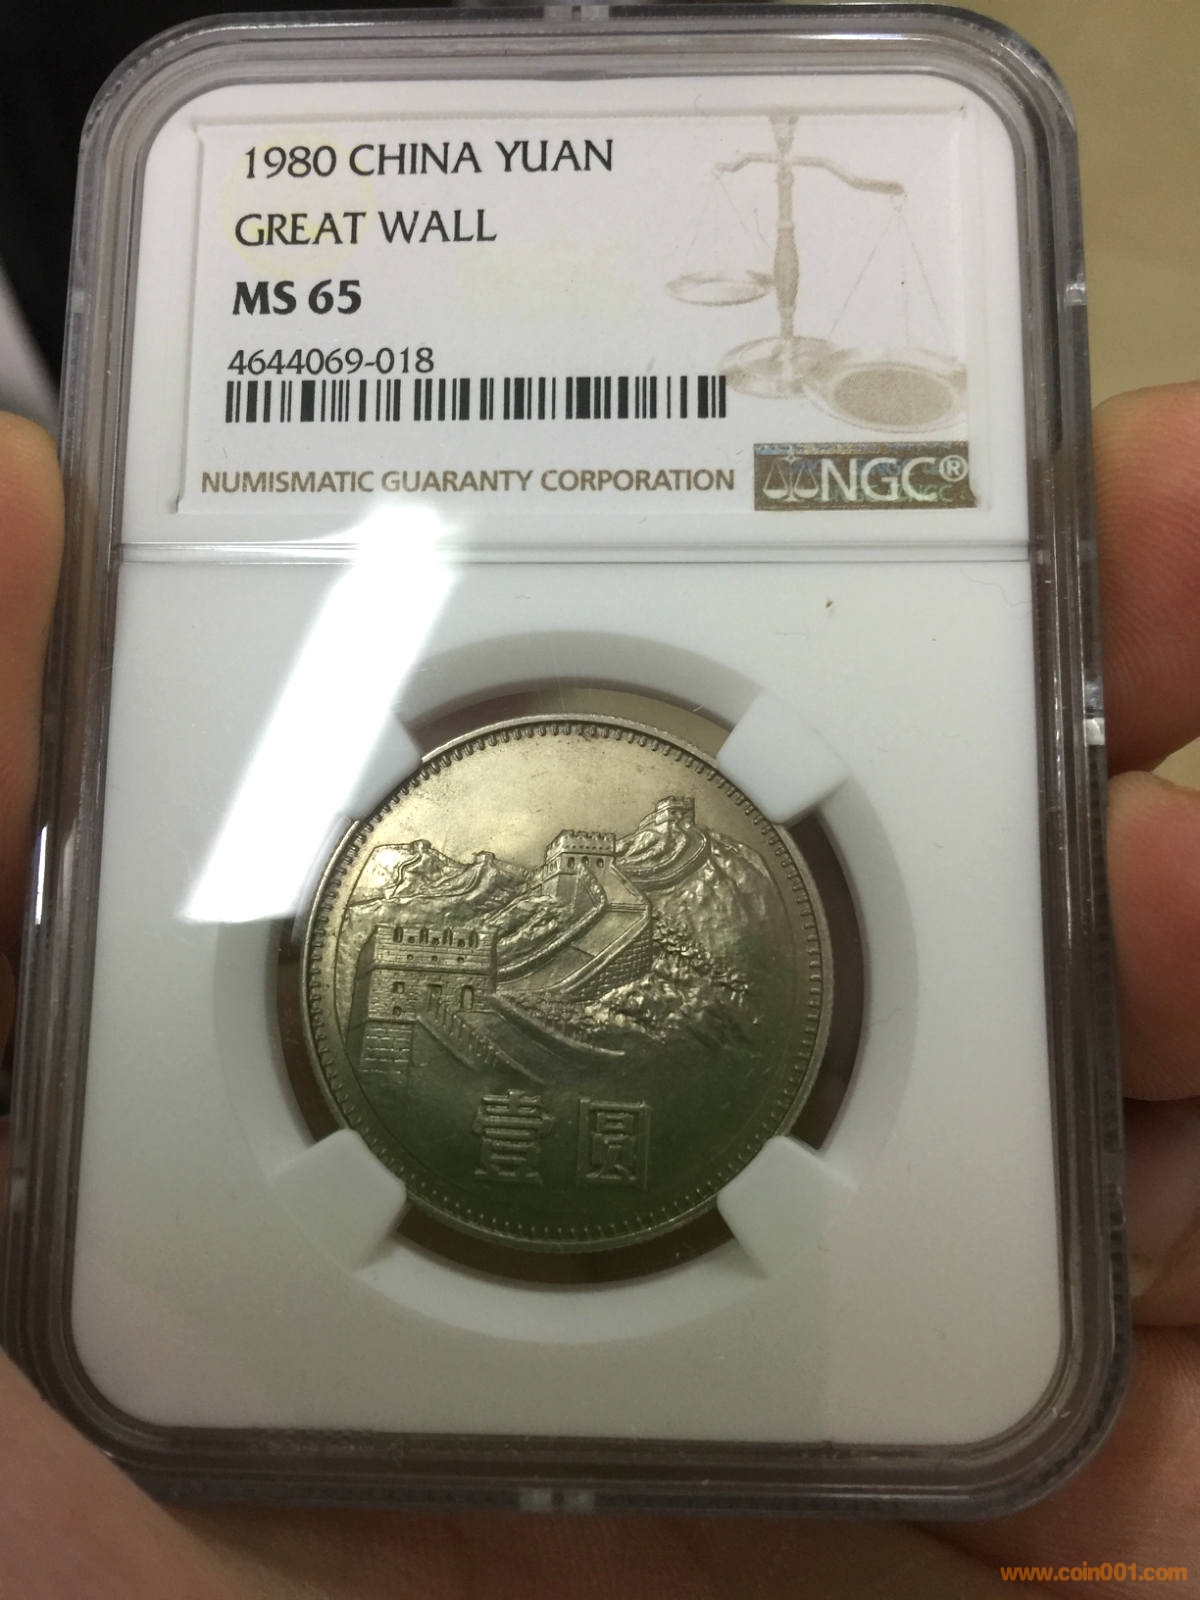 1980 CHINA YUAN
GREAT WALL
MS 65
4644069-018
NUMISMATIC GUARANTY CORPORATION
NGC®
壹圆
www.coin001.com